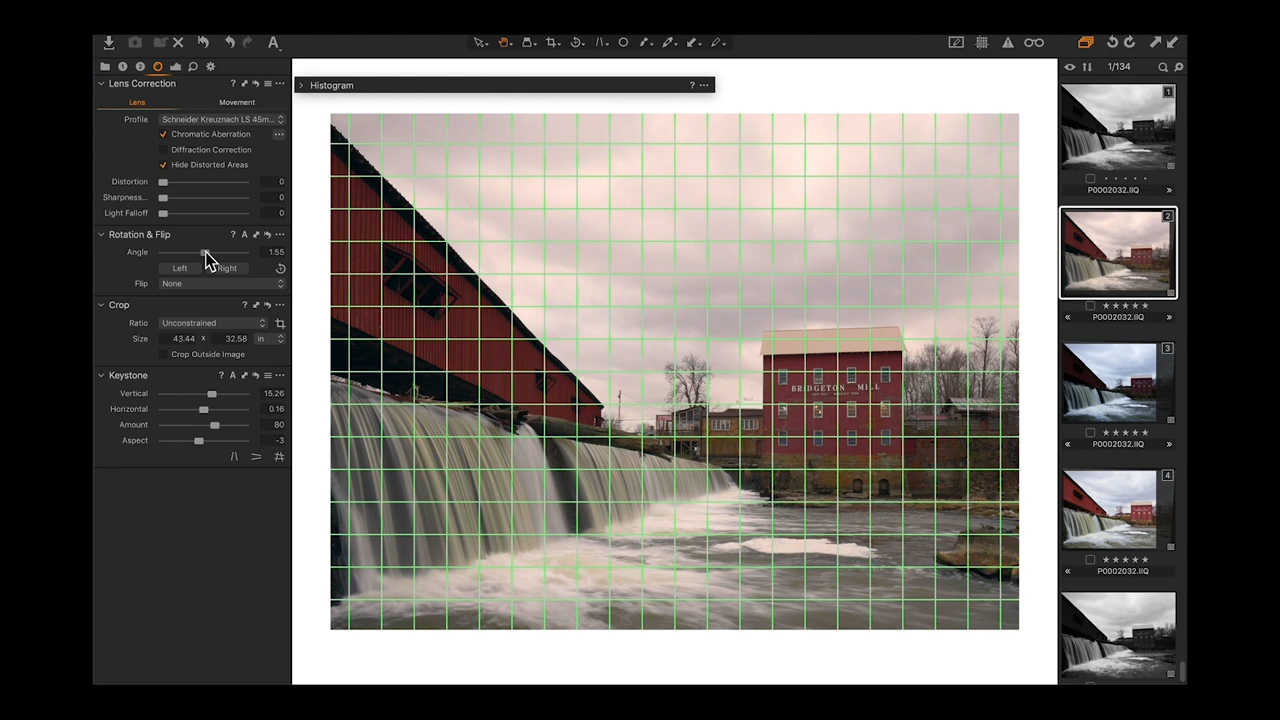 A
1/134
Lens Correction
?
Histogram
?
Lens
Movement
Profile
Schneider Kreuznach LS 45m...
Chromatic Aberration
Diffraction Correction
Hide Distorted Areas
Distortion
0
Sharpness...
0
Light Falloff
0
Rotation & Flip
? A
Angle
1.55
Left
Right
Flip
None
Crop
?
Ratio
Unconstrained
Size
43.44 x 32.58 in
Crop Outside Image
Keystone
? A
Vertical
15.26
Horizontal
0.16
Amount
80
Aspect
-3
BRIDGETON MILL
1
P0002032.IIQ
2
P0002032.IIQ
3
P0002032.IIQ
4
P0002032.IIQ
5